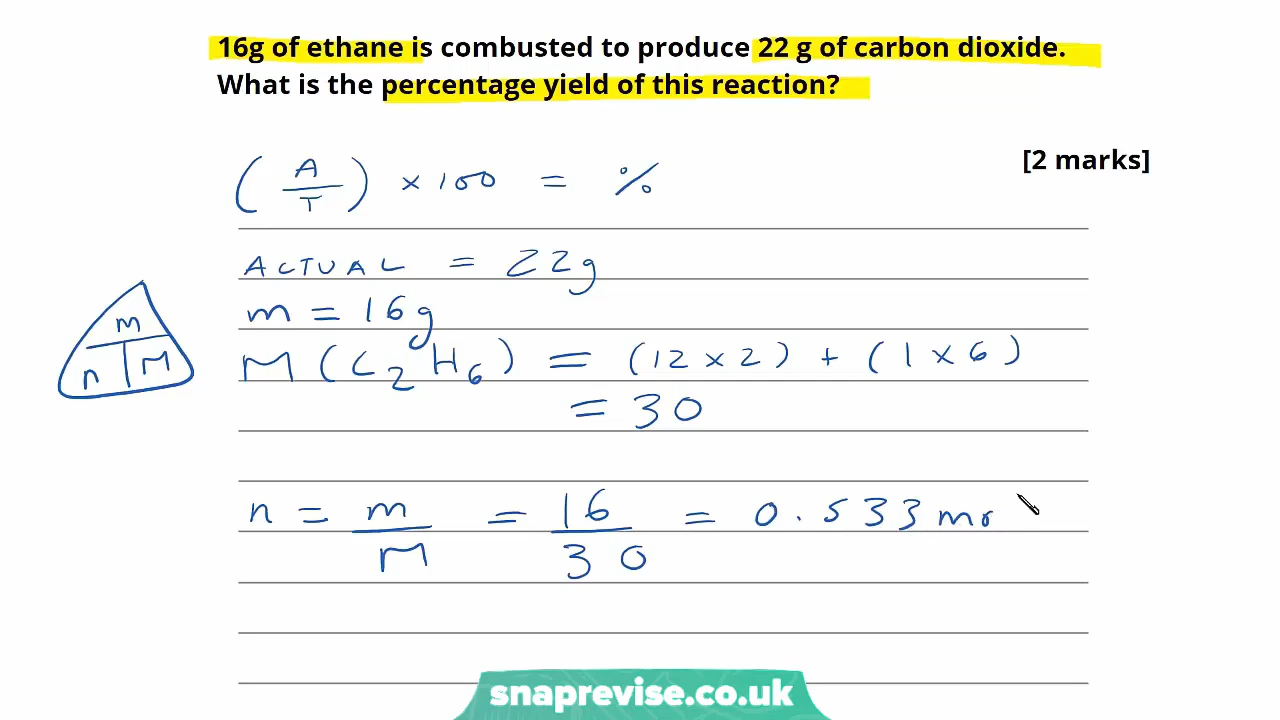 16g of ethane is combusted to produce 22 g of carbon dioxide.
What is the percentage yield of this reaction?
[2 marks]
(A/T) × 100 = %
ACTUAL = 22g
m = 16g
m
n M
M (C₂H₆) = (12 × 2) + (1 × 6)
= 30
n = m/M = 16/30 = 0.533 mo
snaprevise.co.uk